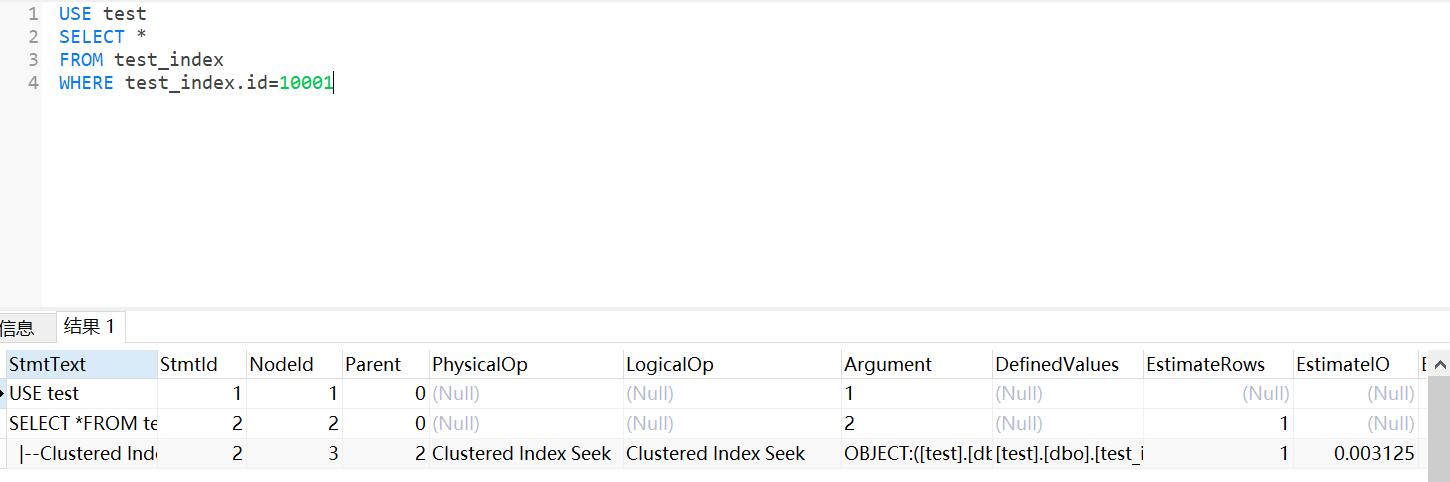 1 USE test
2 SELECT *
3 FROM test_index
4 WHERE test_index.id=10001
信息 结果 1
StmtText StmtId NodeId Parent PhysicalOp LogicalOp Argument DefinedValues EstimateRows EstimateIO
USE test 1 1 0 (Null) (Null) 1 (Null) (Null) (Null)
SELECT *FROM te 2 2 0 (Null) (Null) 2 (Null) 1 (Null)
|--Clustered Ind 2 3 2 Clustered Index Seek Clustered Index Seek OBJECT:([test].[db [test].[dbo].[test_i 1 0.003125